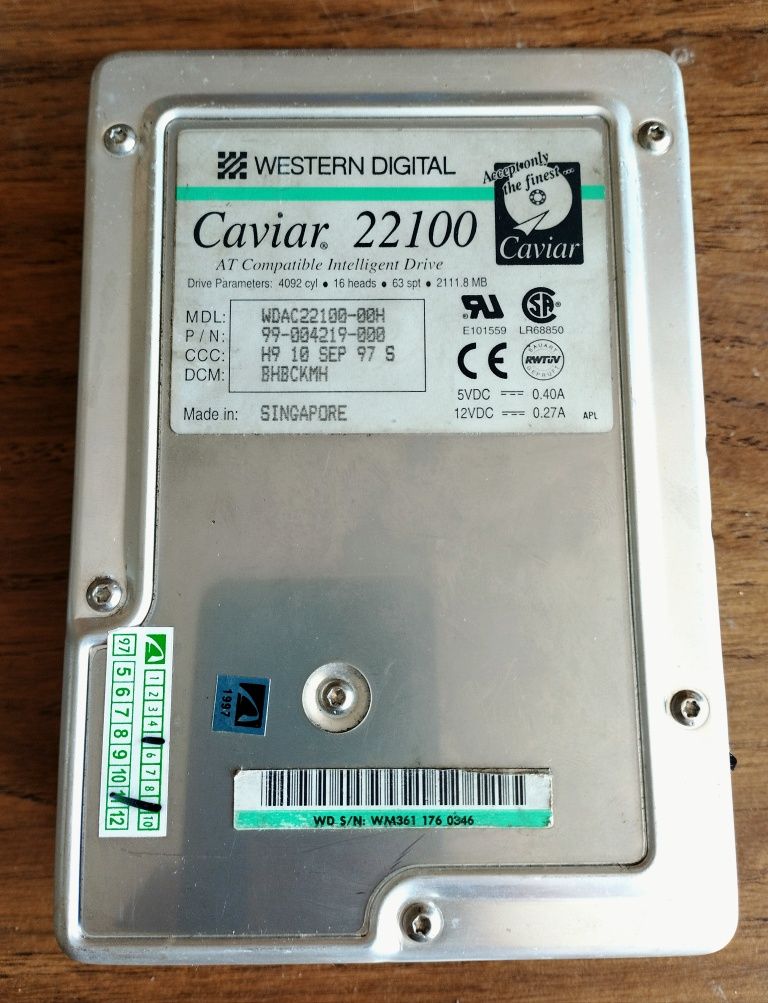 WESTERN DIGITAL
Accept only
the finest...
Caviar
Caviar® 22100
AT Compatible Intelligent Drive
Drive Parameters: 4092 cyl • 16 heads • 63 spt • 2111.8 MB
MDL: WDAC22100-00H
P/N: 99-004219-000
CCC: H9 10 SEP 97 S
DCM: BHBCKMH
Made in: SINGAPORE
E101559
LR68850
CE
BAUART
RWTÜV
GEPRÜFT
5VDC 0.40A
12VDC 0.27A
APL
1 2 3 4 6 7 8 10
97 5 6 7 8 9 10 12
1997
WD S/N: WM361 176 0346